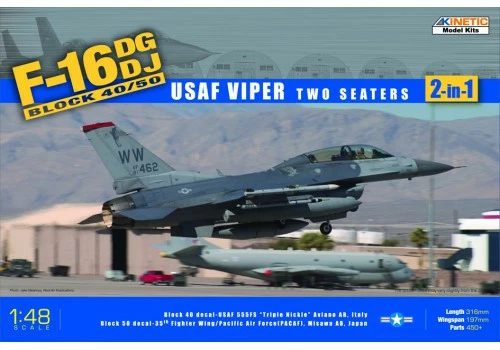 KINETIC
Model Kits
F-16DG
DJ
BLOCK 40/50
USAF VIPER TWO SEATERS
2-in-1
WW
AF
91
462
Block 40 decal-USAF 555FS "Triple Nickle" Aviano AB, Italy
Block 50 decal-35th Fighter Wing/Pacific Air Force(PACAF), Misawa AB, Japan
1:48
SCALE
Length 316mm
Wingspan 197mm
Parts 450+